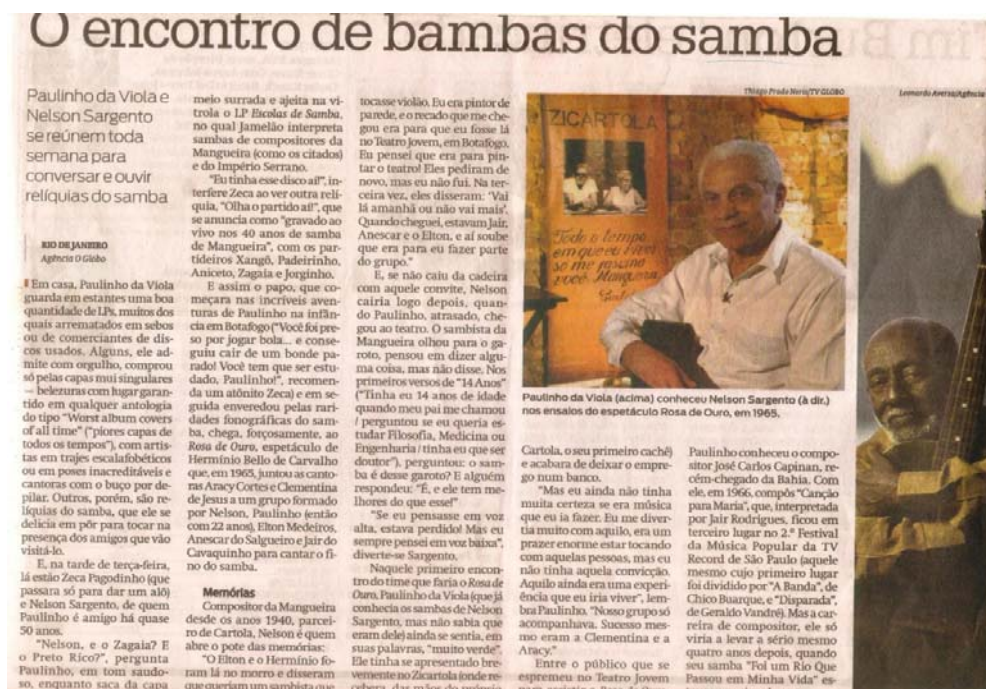 O encontro de bambas do samba
Paulinho da Viola e
Nelson Sargento
se reúnem toda
semana para
conversar e ouvir
relíquias do samba
RIO DE JANEIRO
Agência O Globo
Em casa, Paulinho da Viola
guarda em estantes uma boa
quantidade de LPs, muitos dos
quais arrematados em sebos
ou de comerciantes de dis-
cos usados. Alguns, ele ad-
mite com orgulho, comprou
só pelas capas mui singulares
— belezuras com lugar garan-
tido em qualquer antologia
do tipo "Worst album covers
of all time" ("piores capas de
todos os tempos"), com artis-
tas em trajes escalafobéticos
ou em poses inacreditáveis e
cantoras com o buço por de-
pilar. Outros, porém, são re-
líquias do samba, que ele se
delicia em pôr para tocar na
presença dos amigos que vão
visitá-lo.
E, na tarde de terça-feira,
lá estão Zeca Pagodinho (que
passara só para dar um alô)
e Nelson Sargento, de quem
Paulinho é amigo há quase
50 anos.
"Nelson, e o Zagaia? E
o Preto Rico?", pergunta
Paulinho, em tom saudo-
so, enquanto saca da capa
meio surrada e ajeita na vi-
trola o LP Escolas de Samba,
no qual Jamelão interpreta
sambas de compositores da
Mangueira (como os citados)
e do Império Serrano.
"Eu tinha esse disco aí!", in-
terfere Zeca ao ver outra relí-
quia, "Olha o partido aí!", que
se anuncia como "gravado ao
vivo nos 40 anos de samba
de Mangueira", com os par-
tideiros Xangô, Padeirinho,
Aniceto, Zagaia e Jorginho.
E assim o papo, que co-
meçara nas incríveis aven-
turas de Paulinho na infân-
cia em Botafogo ("Você foi pre-
so por jogar bola... e conse-
guiu cair de um bonde pa-
rado! Você tem que ser estu-
dado, Paulinho!", recomen-
da um atônito Zeca) e em se-
guida enveredou pelas rari-
dades fonográficas do sam-
ba, chega, forçosamente, ao
Rosa de Ouro, espetáculo de
Hermínio Bello de Carvalho
que, em 1965, juntou as canto-
ras Aracy Cortes e Clementina
de Jesus a um grupo formado
por Nelson, Paulinho (então
com 22 anos), Elton Medeiros,
Anescar do Salgueiro e Jair do
Cavaquinho para cantar o fi-
no do samba.
Memórias
Compositor da Mangueira
desde os anos 1940, parcei-
ro de Cartola, Nelson é quem
abre o pote das memórias:
"O Elton e o Hermínio fo-
ram lá no morro e disseram
que queriam um sambista que
tocasse violão. Eu era pintor de
parede, e o recado que me che-
gou era para que eu fosse lá
no Teatro Jovem, em Botafogo.
Eu pensei que era para pin-
tar o teatro! Eles pediram de
novo, mas eu não fui. Na ter-
ceira vez, eles disseram: 'Vai
lá amanhã ou não vai mais'.
Quando cheguei, estavam Jair,
Anescar e o Elton, e aí soube
que era para eu fazer parte
do grupo."
E, se não caiu da cadeira
com aquele convite, Nelson
cairia logo depois, quan-
do Paulinho, atrasado, che-
gou ao teatro. O sambista da
Mangueira olhou para o ga-
roto, pensou em dizer algu-
ma coisa, mas não disse. Nos
primeiros versos de "14 Anos"
("Tinha eu 14 anos de idade
quando meu pai me chamou
/ perguntou se eu queria es-
tudar Filosofia, Medicina ou
Engenharia / tinha eu que ser
doutor"), perguntou: o sam-
ba é desse garoto? E alguém
respondeu: "É, e ele tem me-
lhores do que esse!"
"Se eu pensasse em voz
alta, estava perdido! Mas eu
sempre pensei em voz baixa",
diverte-se Sargento.
Naquele primeiro encon-
tro do time que faria o Rosa de
Ouro, Paulinho da Viola (que já
conhecia os sambas de Nelson
Sargento, mas não sabia que
eram dele) ainda se sentia, em
suas palavras, "muito verde".
Ele tinha se apresentado bre-
vemente no Zicartola (onde re-
cebera, das mãos do próprio
Thiago Prado Neris/TV GLOBO
Leonardo Aversa/Agência
ZICARTOLA
Todo o tempo
em que eu viver
só me fascina
você, Mangueira
Paulinho da Viola (acima) conheceu Nelson Sargento (à dir.)
nos ensaios do espetáculo Rosa de Ouro, em 1965.
Cartola, o seu primeiro cachê)
e acabara de deixar o empre-
go num banco.
"Mas eu ainda não tinha
muita certeza se era música
que eu ia fazer. Eu me diver-
tia muito com aquilo, era um
prazer enorme estar tocando
com aquelas pessoas, mas eu
não tinha aquela convicção.
Aquilo ainda era uma experi-
ência que eu iria viver", lem-
bra Paulinho. "Nosso grupo só
acompanhava. Sucesso mes-
mo eram a Clementina e a
Aracy."
Entre o público que se
espremeu no Teatro Jovem
Paulinho conheceu o compo-
sitor José Carlos Capinan, re-
cém-chegado da Bahia. Com
ele, em 1966, compôs "Canção
para Maria", que, interpretada
por Jair Rodrigues, ficou em
terceiro lugar no 2.º Festival
da Música Popular da TV
Record de São Paulo (aquele
mesmo cujo primeiro lugar
foi dividido por "A Banda", de
Chico Buarque, e "Disparada",
de Geraldo Vandré). Mas a car-
reira de compositor, ele só
viria a levar a sério mesmo
quatro anos depois, quando
seu samba "Foi um Rio Que
Passou em Minha Vida" es-